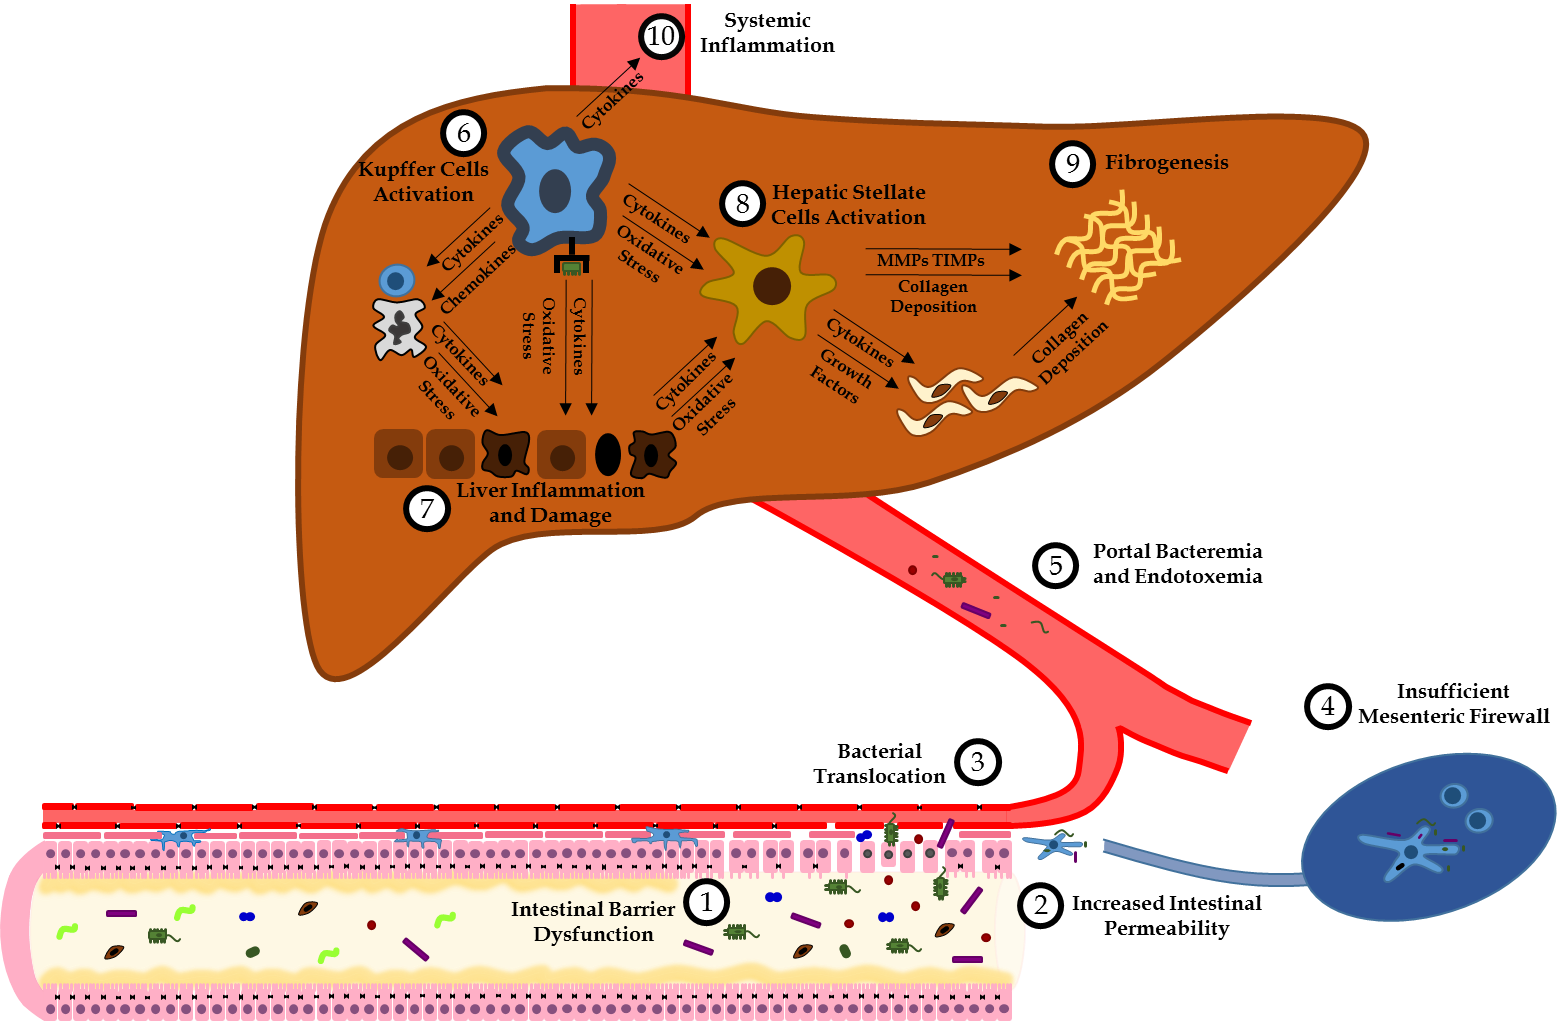 10
Systemic
Inflammation
Cytokines
6
Kupffer Cells
Activation
Cytokines
Chemokines
Cytokines
Oxidative
Stress
Oxidative
Stress
Cytokines
Cytokines
Oxidative
Stress
8
Hepatic Stellate
Cells Activation
9
Fibrogenesis
MMPs TIMPs
Collagen
Deposition
Cytokines
Growth
Factors
Collagen
Deposition
Cytokines
Oxidative
Stress
7
Liver Inflammation
and Damage
5
Portal Bacteremia
and Endotoxemia
4
Insufficient
Mesenteric Firewall
3
Bacterial
Translocation
1
Intestinal Barrier
Dysfunction
2
Increased Intestinal
Permeability